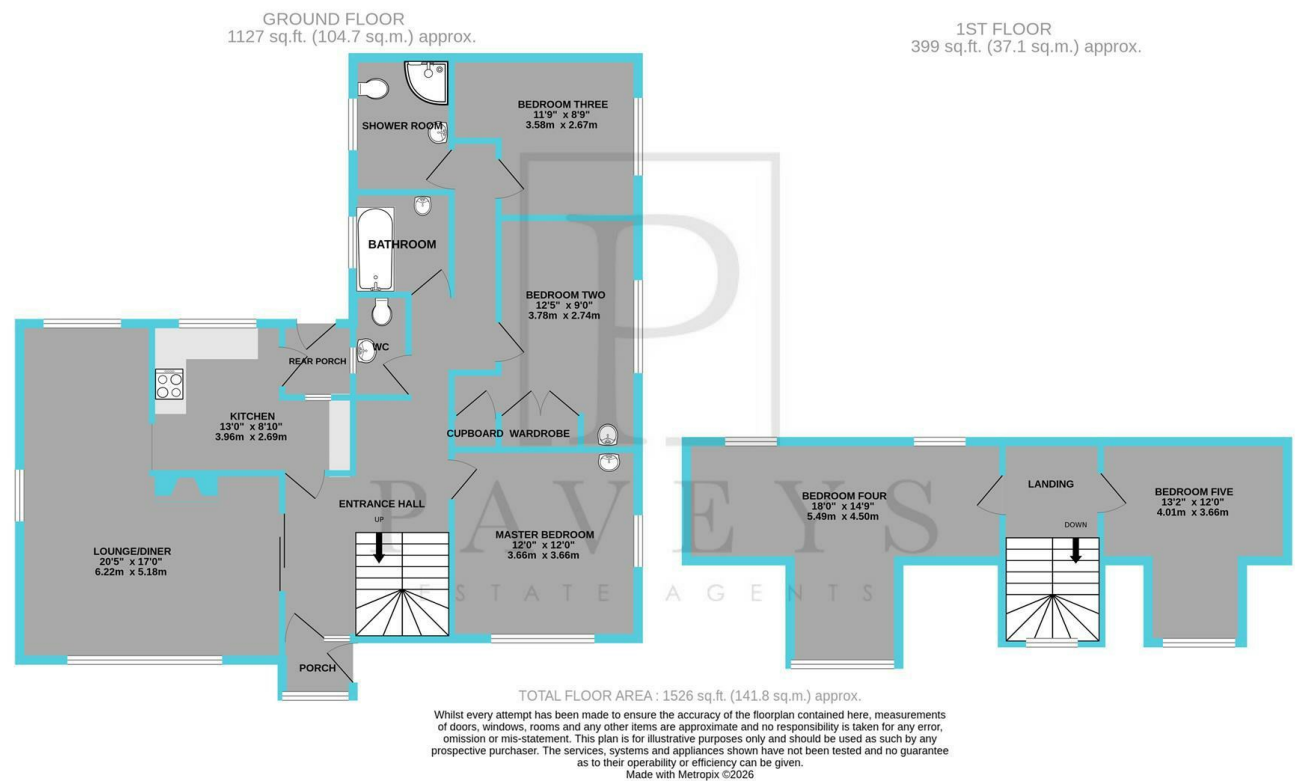 GROUND FLOOR
1127 sq.ft. (104.7 sq.m.) approx.
1ST FLOOR
399 sq.ft. (37.1 sq.m.) approx.
BEDROOM THREE
11'9" x 8'9"
3.58m x 2.67m
SHOWER ROOM
BATHROOM
BEDROOM TWO
12'5" x 9'0"
3.78m x 2.74m
WC
REAR PORCH
KITCHEN
13'0" x 8'10"
3.96m x 2.69m
CUPBOARD
WARDROBE
ENTRANCE HALL
UP
MASTER BEDROOM
12'0" x 12'0"
3.66m x 3.66m
LOUNGE/DINER
20'5" x 17'0"
6.22m x 5.18m
PORCH
BEDROOM FOUR
18'0" x 14'9"
5.49m x 4.50m
LANDING
DOWN
BEDROOM FIVE
13'2" x 12'0"
4.01m x 3.66m
P
PAVEYS
ESTATE AGENTS
TOTAL FLOOR AREA : 1526 sq.ft. (141.8 sq.m.) approx.
Whilst every attempt has been made to ensure the accuracy of the floorplan contained here, measurements
of doors, windows, rooms and any other items are approximate and no responsibility is taken for any error,
omission or mis-statement. This plan is for illustrative purposes only and should be used as such by any
prospective purchaser. The services, systems and appliances shown have not been tested and no guarantee
as to their operability or efficiency can be given.
Made with Metropix ©2026